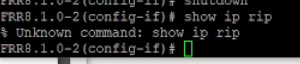 FRR8.1.0-2(config-if)# shutdown
FRR8.1.0-2(config-if)# show ip rip
% Unknown command: show ip rip
FRR8.1.0-2(config-if)#